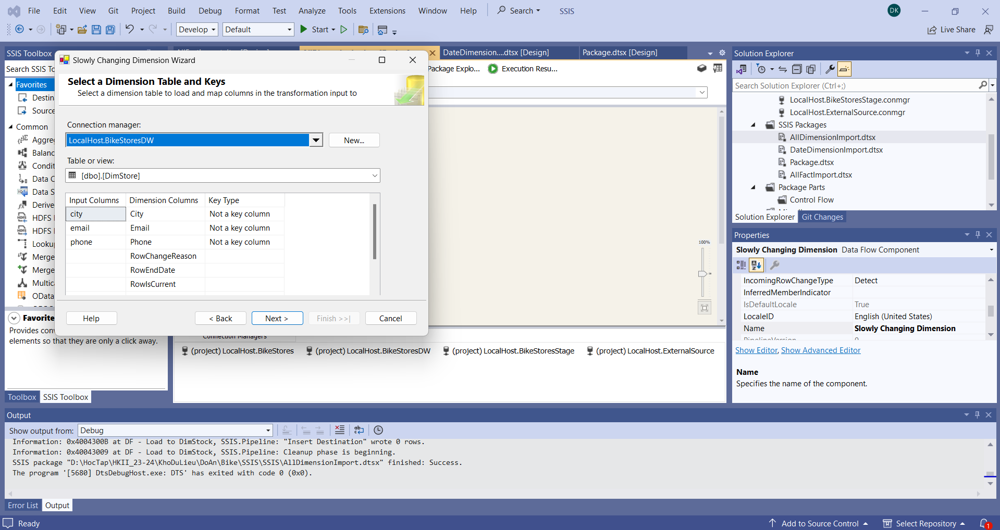 File Edit View Git Project Build Debug Format Test Analyze Tools Extensions Window Help Search SSIS DK
Develop Default Start Live Share
SSIS Toolbox
DateDimension....dtsx [Design] Package.dtsx [Design]
Search SSIS To
Favorites
Destin
Source
Common
Aggre
Balanc
Condit
Data C
Data S
Derive
HDFS
HDFS
Looku
Merge
Merge
Multic
OData
Favorite
Provides con
elements so that they are only a click away.
Toolbox SSIS Toolbox
Slowly Changing Dimension Wizard
Select a Dimension Table and Keys
Select a dimension table to load and map columns in the transformation input to
Connection manager:
LocalHost.BikeStoresDW New...
Table or view:
[dbo].[DimStore]
Input Columns Dimension Columns Key Type
city City Not a key column
email Email Not a key column
phone Phone Not a key column
RowChangeReason
RowEndDate
RowIsCurrent
Help < Back Next > Finish >>| Cancel
Package Explo... Execution Resu...
100%
Connection Managers
(project) LocalHost.BikeStores (project) LocalHost.BikeStoresDW (project) LocalHost.BikeStoresStage (project) LocalHost.ExternalSource
Solution Explorer
Search Solution Explorer (Ctrl+;)
LocalHost.BikeStoresStage.conmgr
LocalHost.ExternalSource.conmgr
SSIS Packages
AllDimensionImport.dtsx
DateDimensionImport.dtsx
Package.dtsx
AllFactImport.dtsx
Package Parts
Control Flow
Solution Explorer Git Changes
Properties
Slowly Changing Dimension Data Flow Component
IncomingRowChangeType Detect
InferredMemberIndicator
IsDefaultLocale True
LocaleID English (United States)
Name Slowly Changing Dimension
PipelineVersion 0
Show Editor, Show Advanced Editor
Name
Specifies the name of the component.
Output
Show output from: Debug
Information: 0x4004300B at DF - Load to DimStock, SSIS.Pipeline: "Insert Destination" wrote 0 rows.
Information: 0x40043009 at DF - Load to DimStock, SSIS.Pipeline: Cleanup phase is beginning.
SSIS package "D:\HocTap\HKII_23-24\KhoDuLieu\DoAn\Bike\SSIS\SSIS\AllDimensionImport.dtsx" finished: Success.
The program '[5680] DtsDebugHost.exe: DTS' has exited with code 0 (0x0).
Error List Output
Ready Add to Source Control Select Repository 1